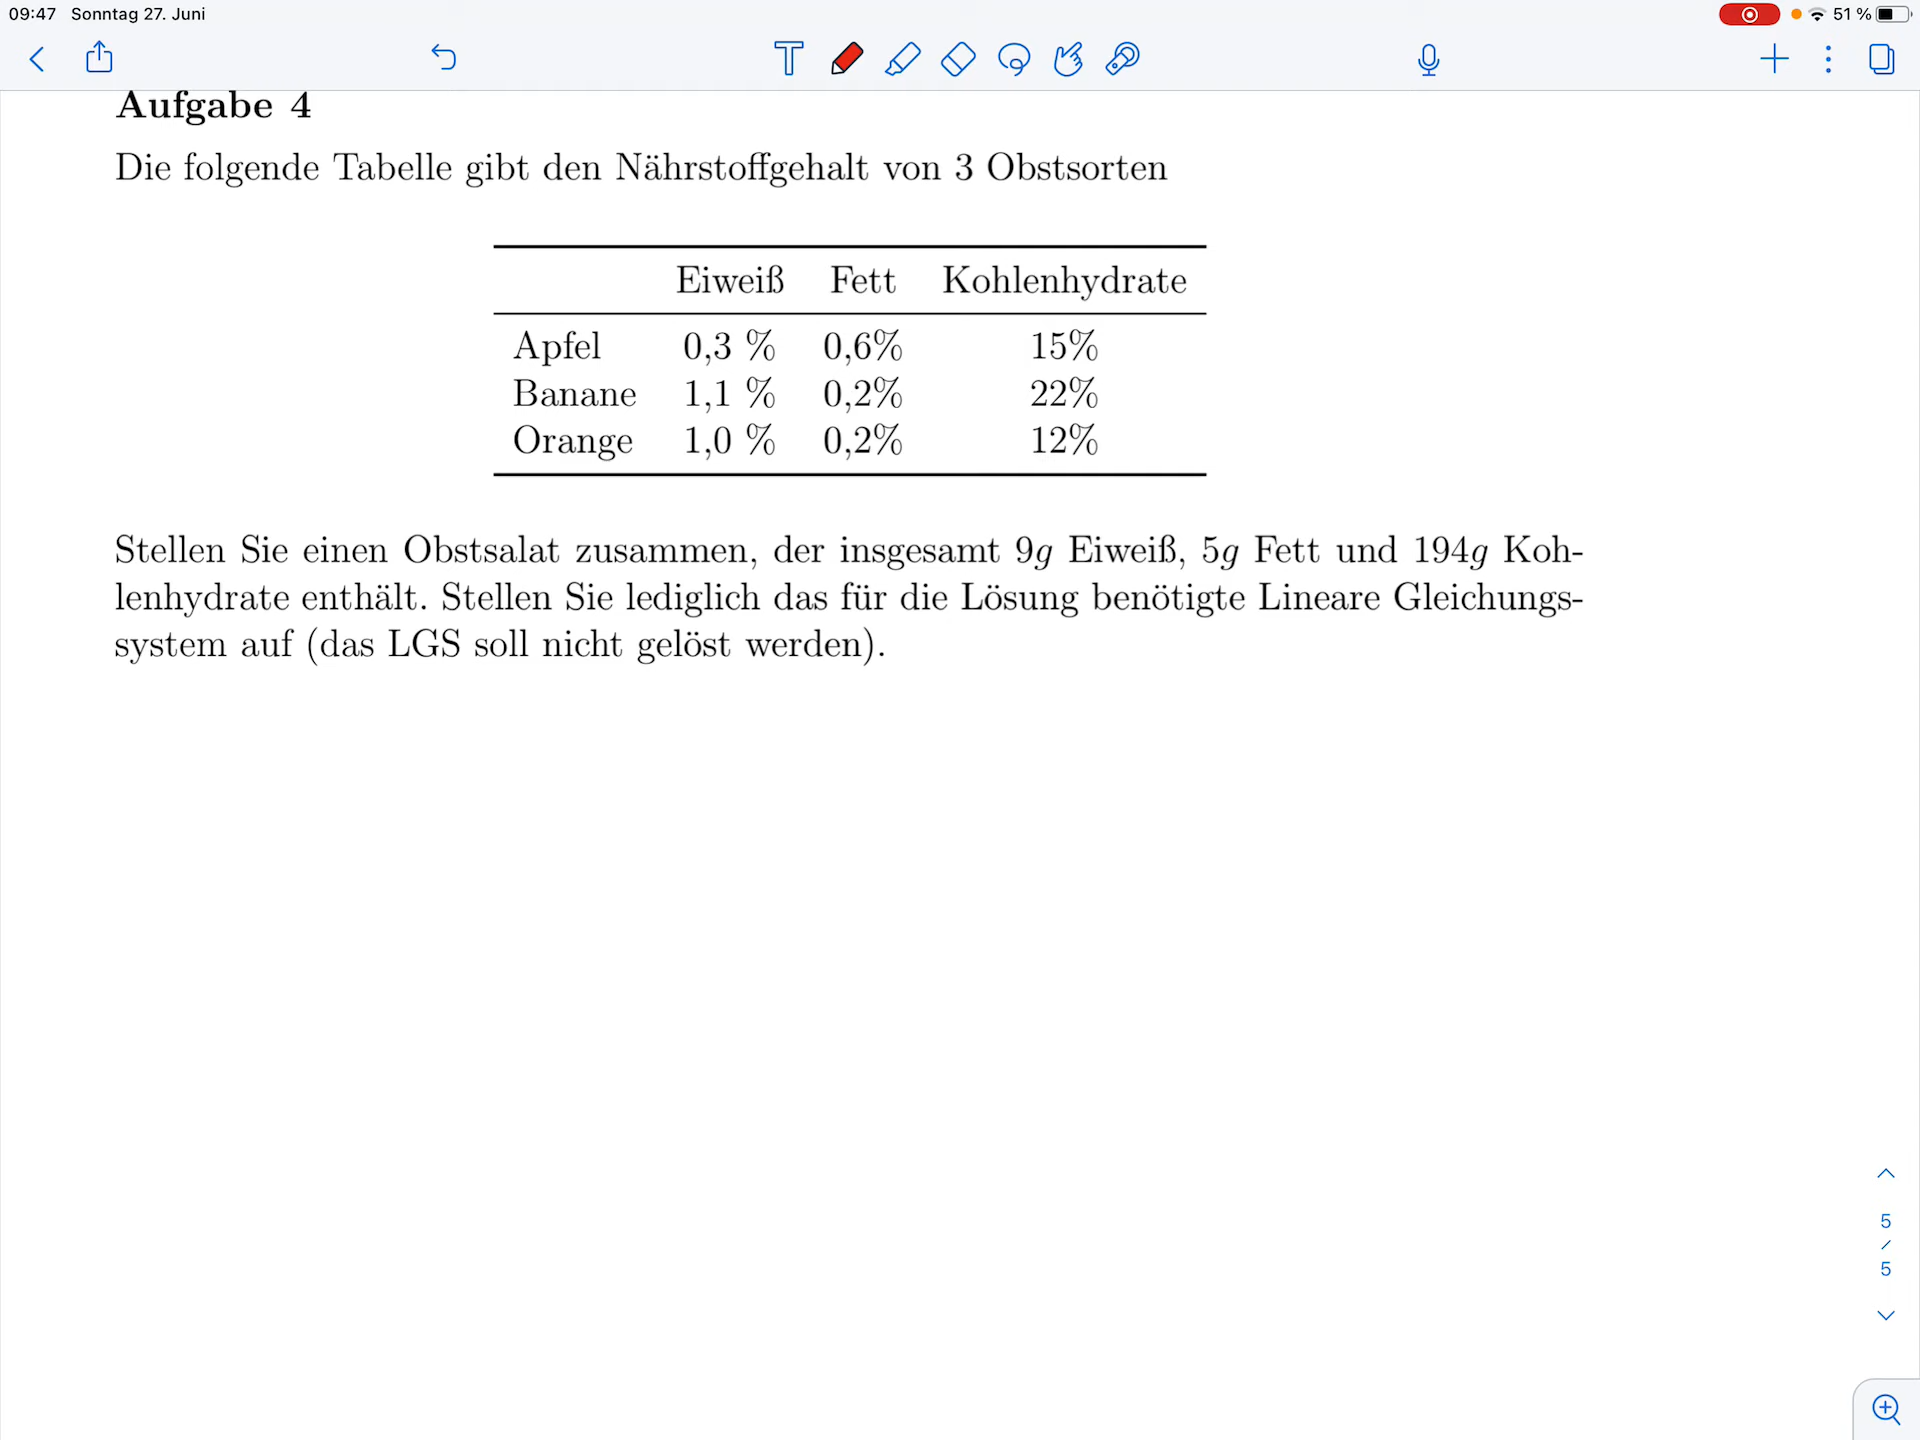 09:47 Sonntag 27. Juni 51 %
Aufgabe 4
Die folgende Tabelle gibt den Nährstoffgehalt von 3 Obstsorten
Eiweiß Fett Kohlenhydrate
Apfel 0,3 % 0,6% 15%
Banane 1,1 % 0,2% 22%
Orange 1,0 % 0,2% 12%
Stellen Sie einen Obstsalat zusammen, der insgesamt 9g Eiweiß, 5g Fett und 194g Koh-
lenhydrate enthält. Stellen Sie lediglich das für die Lösung benötigte Lineare Gleichungs-
system auf (das LGS soll nicht gelöst werden).
5
/
5